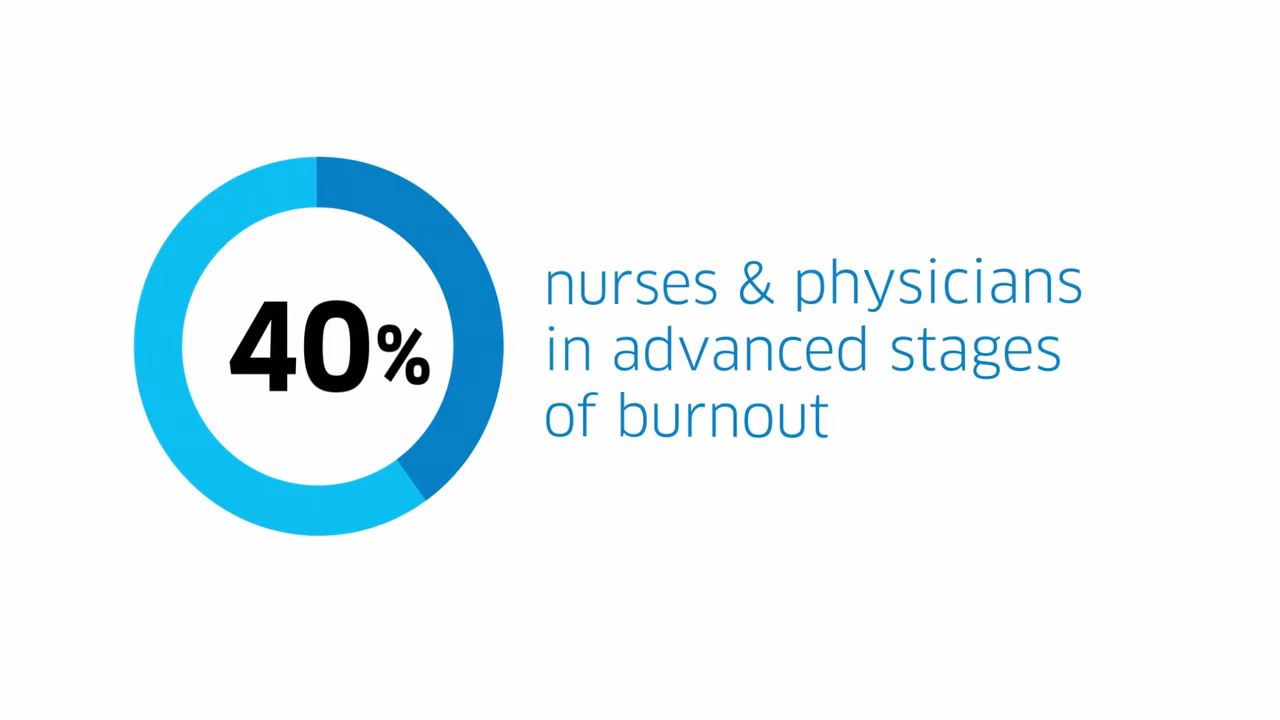 40%
nurses & physicians
in advanced stages
of burnout